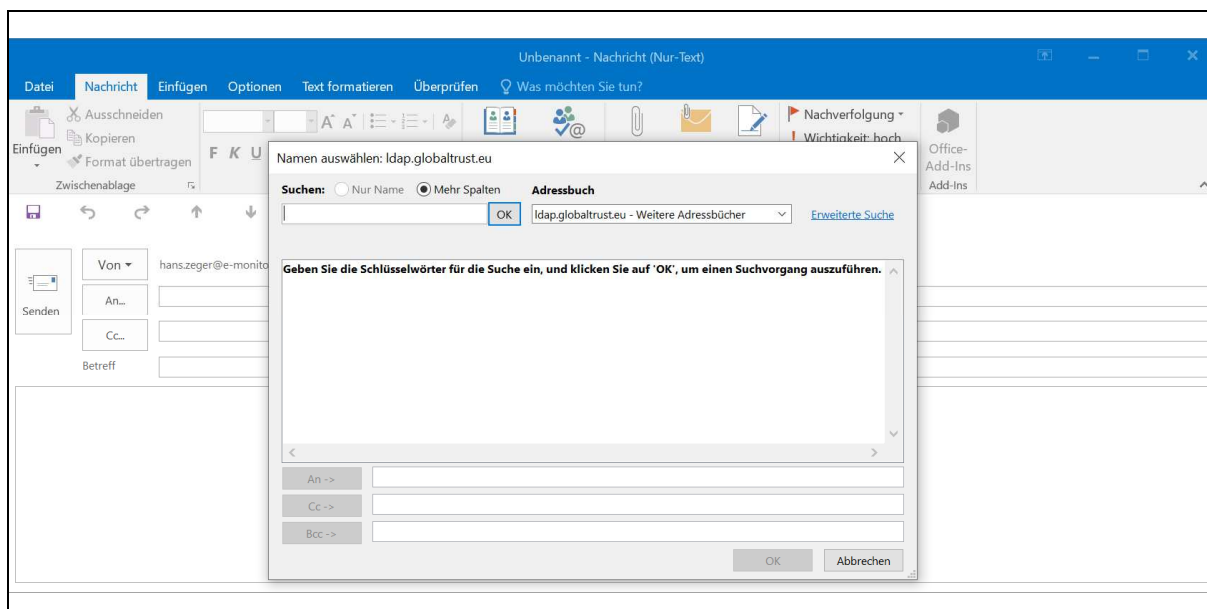 Unbenannt - Nachricht (Nur-Text)
Datei Nachricht Einfügen Optionen Text formatieren Überprüfen Was möchten Sie tun?
Einfügen
Ausschneiden
Kopieren
Format übertragen
Zwischenablage
F K U
A A
Nachverfolgung
Wichtigkeit: hoch
Office-
Add-Ins
Add-Ins
Namen auswählen: ldap.globaltrust.eu
Suchen: Nur Name Mehr Spalten Adressbuch
OK ldap.globaltrust.eu - Weitere Adressbücher Erweiterte Suche
Geben Sie die Schlüsselwörter für die Suche ein, und klicken Sie auf 'OK', um einen Suchvorgang auszuführen.
An ->
Cc ->
Bcc ->
OK Abbrechen
Senden
Von hans.zeger@e-monito
An...
Cc...
Betreff